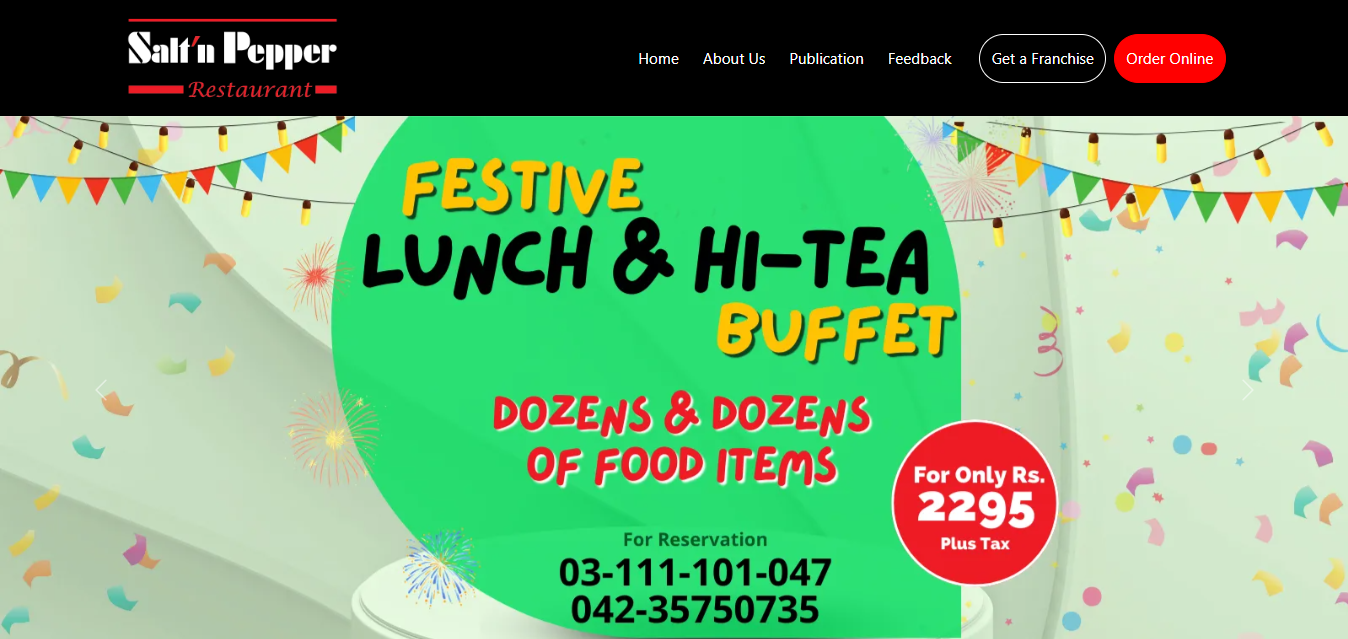 Salt'n Pepper
Restaurant
Home About Us Publication Feedback Get a Franchise Order Online
FESTIVE
LUNCH & HI-TEA
BUFFET
DOZENS & DOZENS
OF FOOD ITEMS
For Only Rs.
2295
Plus Tax
For Reservation
03-111-101-047
042-35750735